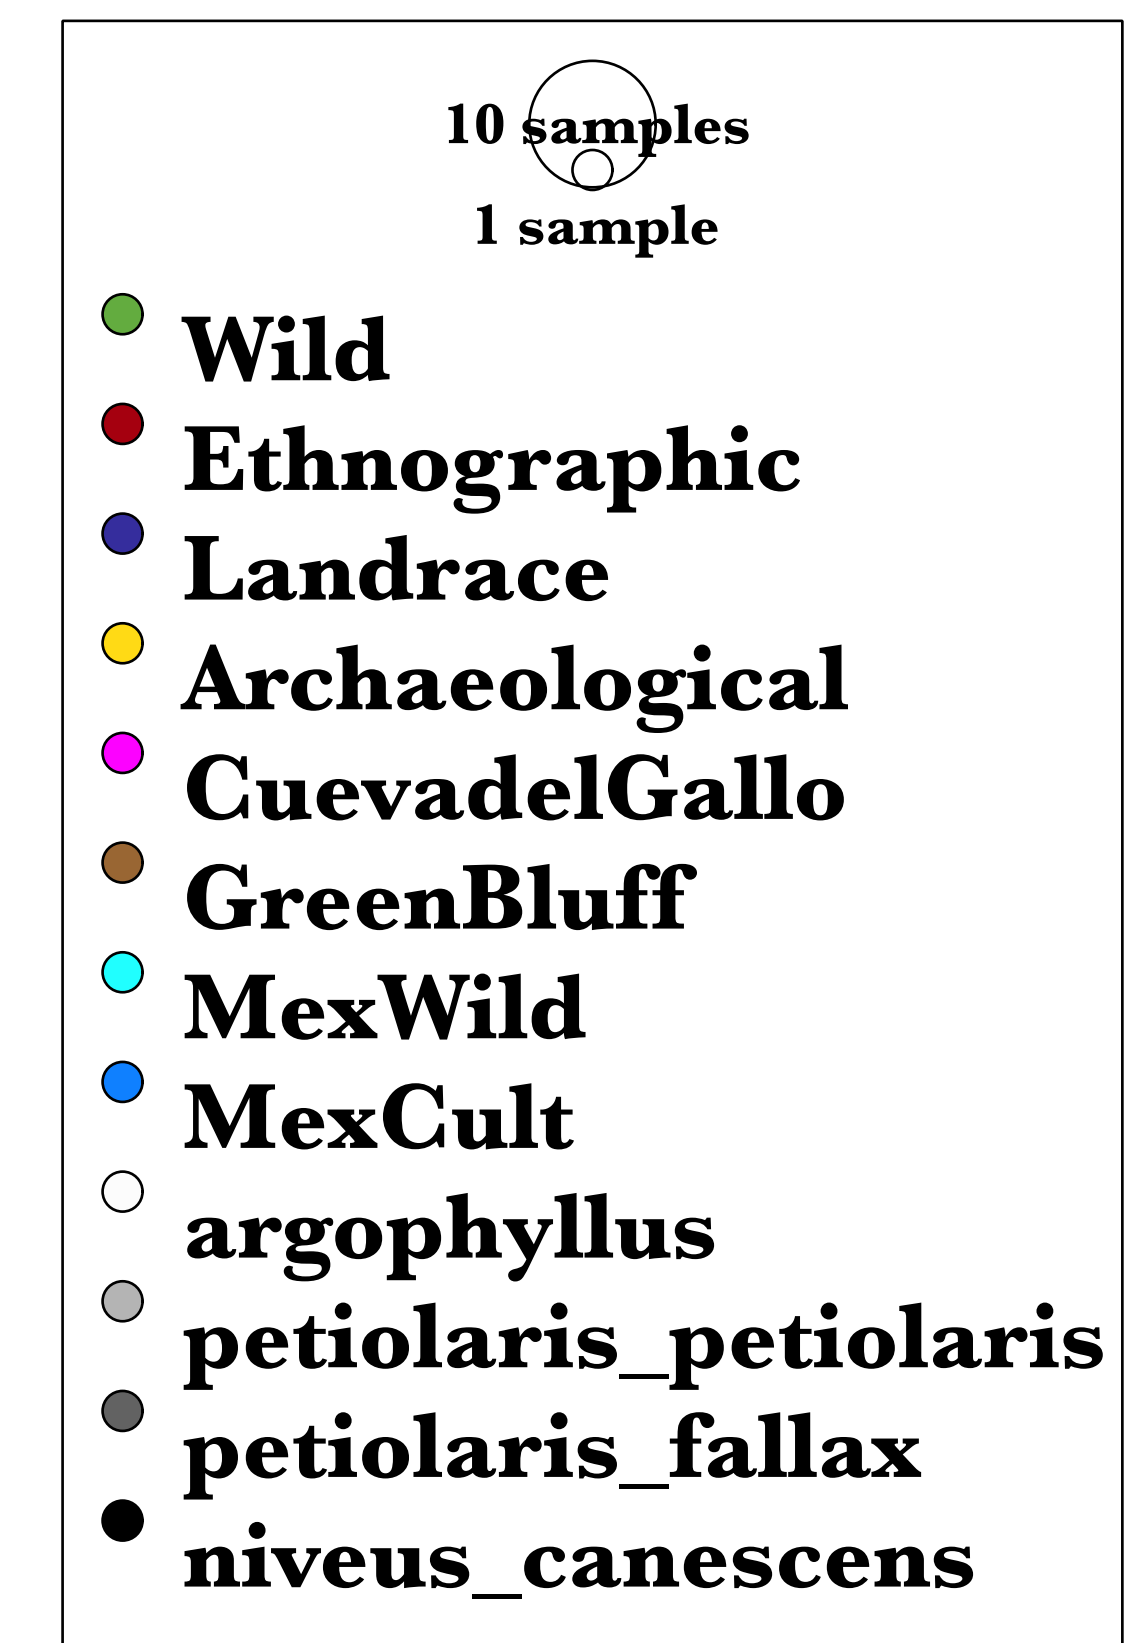 10 samples
1 sample
Wild
Ethnographic
Landrace
Archaeological
CuevadelGallo
GreenBluff
MexWild
MexCult
argophyllus
petiolaris_petiolaris
petiolaris_fallax
niveus_canescens